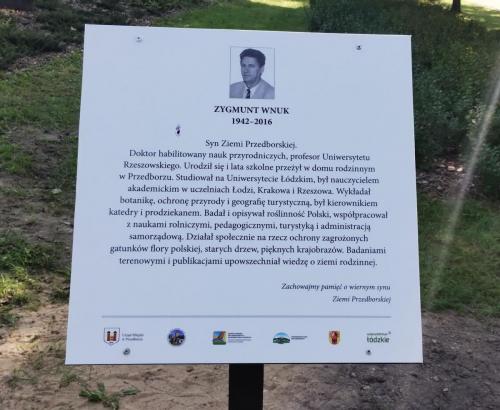 ZYGMUNT WNUK
1942–2016
Syn Ziemi Przedborskiej.
Doktor habilitowany nauk przyrodniczych, profesor Uniwersytetu
Rzeszowskiego. Urodził się i lata szkolne przeżył w domu rodzinnym
w Przedborzu. Studiował na Uniwersytecie Łódzkim, był nauczycielem
akademickim w uczelniach Łodzi, Krakowa i Rzeszowa. Wykładał
botanikę, ochronę przyrody i geografię turystyczną, był kierownikiem
katedry i prodziekanem. Badał i opisywał roślinność Polski, współpracował
z naukami rolniczymi, pedagogicznymi, turystyką i administracją
samorządową. Działał społecznie na rzecz ochrony zagrożonych
gatunków flory polskiej, starych drzew, pięknych krajobrazów. Badaniami
terenowymi i publikacjami upowszechniał wiedzę o ziemi rodzinnej.
Zachowajmy pamięć o wiernym synu
Ziemi Przedborskiej
Urząd Miejski
w Przedborzu
łódzkie